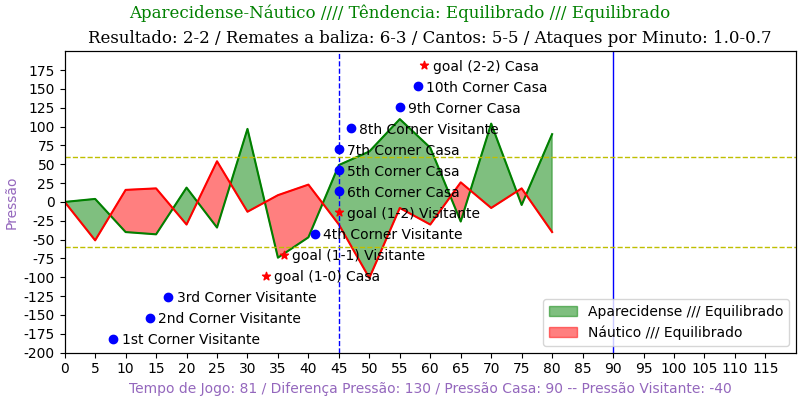 Aparecidense-Náutico //// Têndencia: Equilibrado /// Equilibrado
Resultado: 2-2 / Remates a baliza: 6-3 / Cantos: 5-5 / Ataques por Minuto: 1.0-0.7
Pressão
175
150
125
100
75
50
25
0
-25
-50
-75
-100
-125
-150
-175
-200
goal (2-2) Casa
10th Corner Casa
9th Corner Casa
8th Corner Visitante
7th Corner Casa
5th Corner Casa
6th Corner Casa
goal (1-2) Visitante
4th Corner Visitante
goal (1-1) Visitante
goal (1-0) Casa
3rd Corner Visitante
2nd Corner Visitante
1st Corner Visitante
Aparecidense /// Equilibrado
Náutico /// Equilibrado
0 5 10 15 20 25 30 35 40 45 50 55 60 65 70 75 80 85 90 95 100 105 110 115
Tempo de Jogo: 81 / Diferença Pressão: 130 / Pressão Casa: 90 -- Pressão Visitante: -40